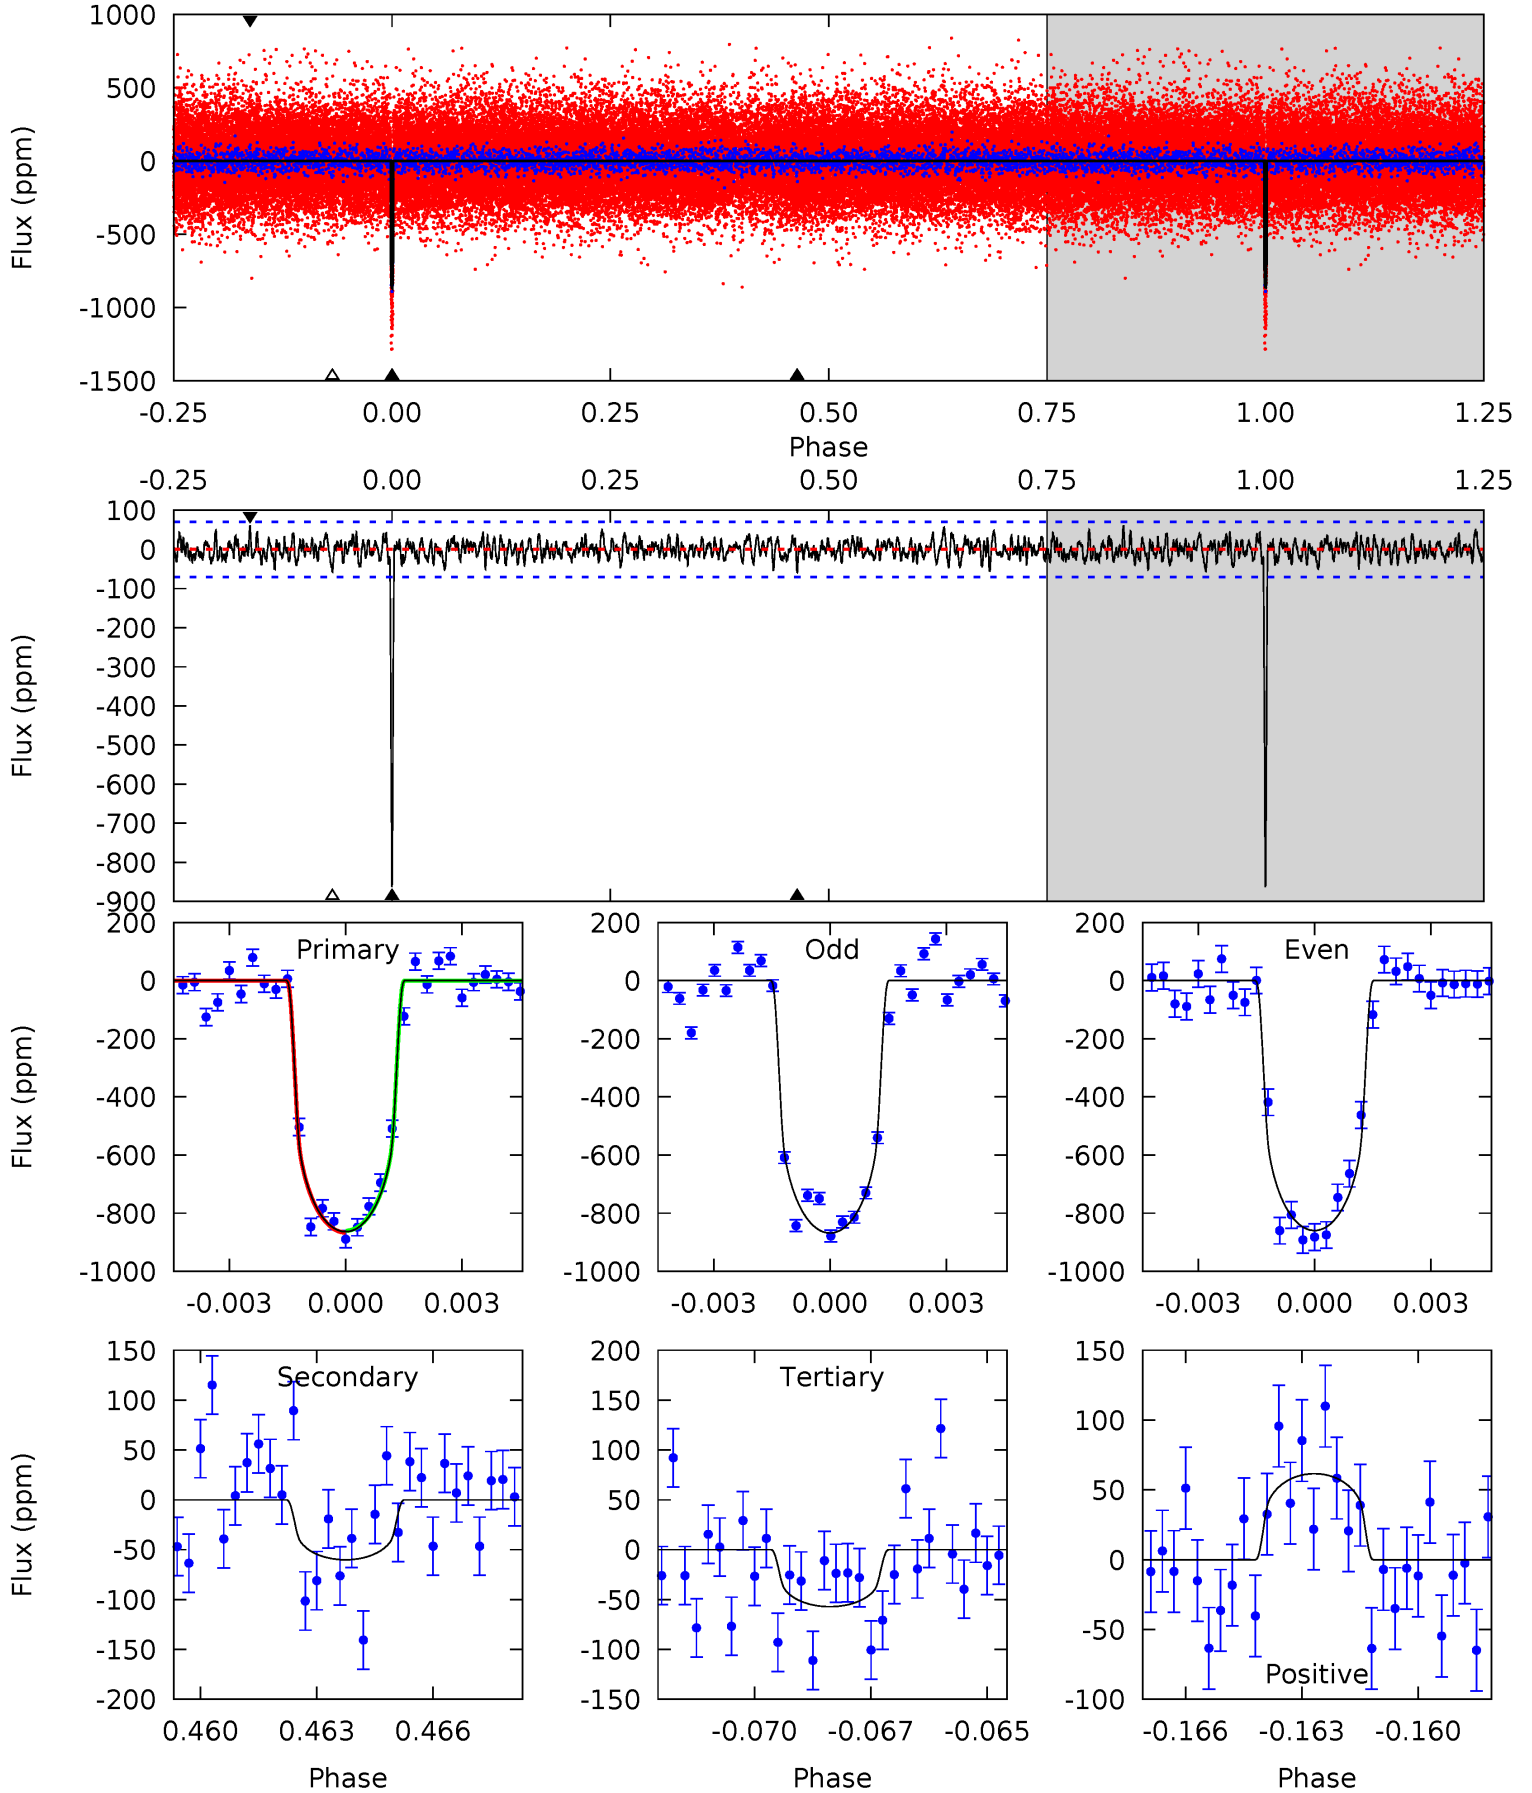 1000
500
0
-500
-1000
-1500
Flux (ppm)
-0.25 0.00 0.25 0.50 0.75 1.00 1.25
Phase
-0.25 0.00 0.25 0.50 0.75 1.00 1.25
100
0
-100
-200
-300
-400
-500
-600
-700
-800
-900
Flux (ppm)
Primary Odd Even
200 200 200
0 0 0
-200 -200 -200
-400 -400 -400
-600 -600 -600
-800 -800 -800
-1000 -1000 -1000
Flux (ppm)
-0.003 0.000 0.003 -0.003 0.000 0.003 -0.003 0.000 0.003
Secondary Tertiary
150 200 150
100 150 100
50 100 50
0 50 0
-50 0 -50
-100 -50 -100
-150 -100
-200 -150
Flux (ppm)
Positive
0.460 0.463 0.466 -0.070 -0.067 -0.065 -0.166 -0.163 -0.160
Phase Phase Phase